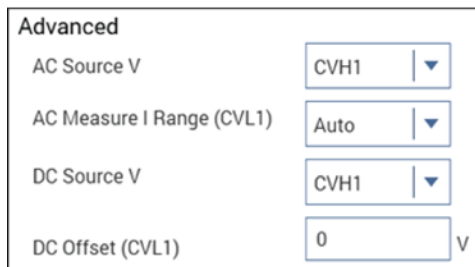 Advanced
AC Source V CVH1
AC Measure I Range (CVL1) Auto
DC Source V CVH1
DC Offset (CVL1) 0 V